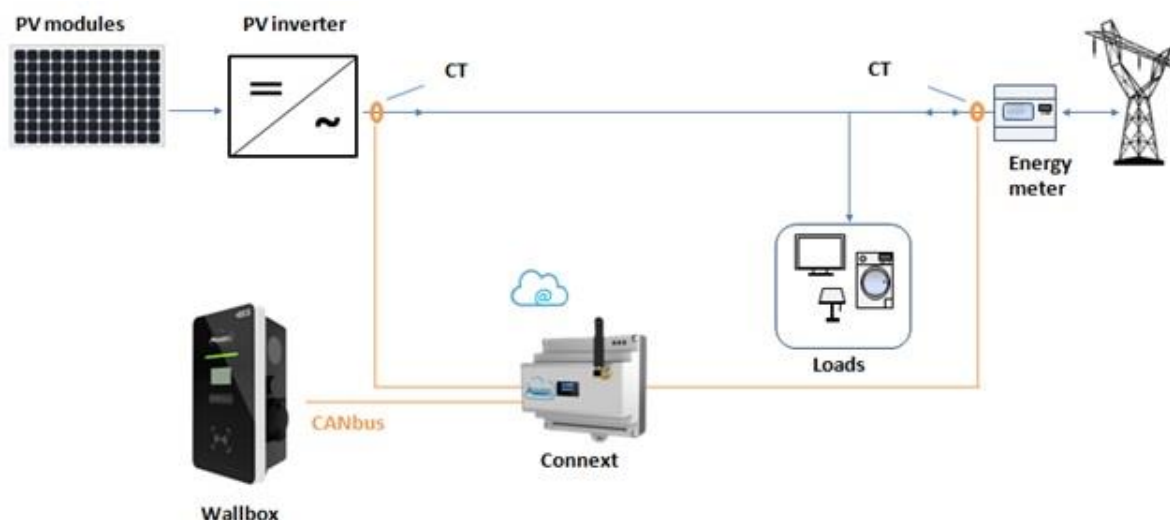 PV modules
PV inverter
CT
CT
Energy
meter
Loads
CANbus
Connext
Wallbox